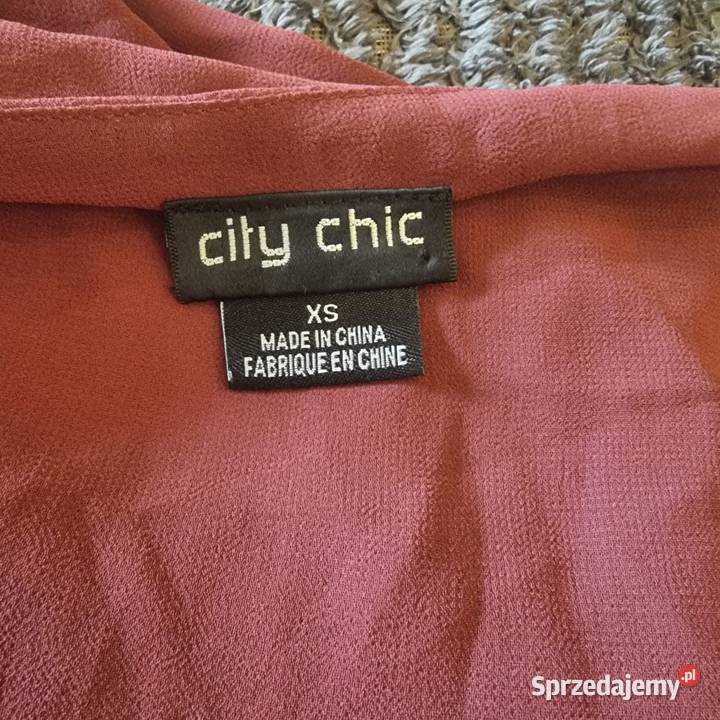 city chic
XS
MADE IN CHINA
FABRIQUE EN CHINE
Sprzedajemy.pl